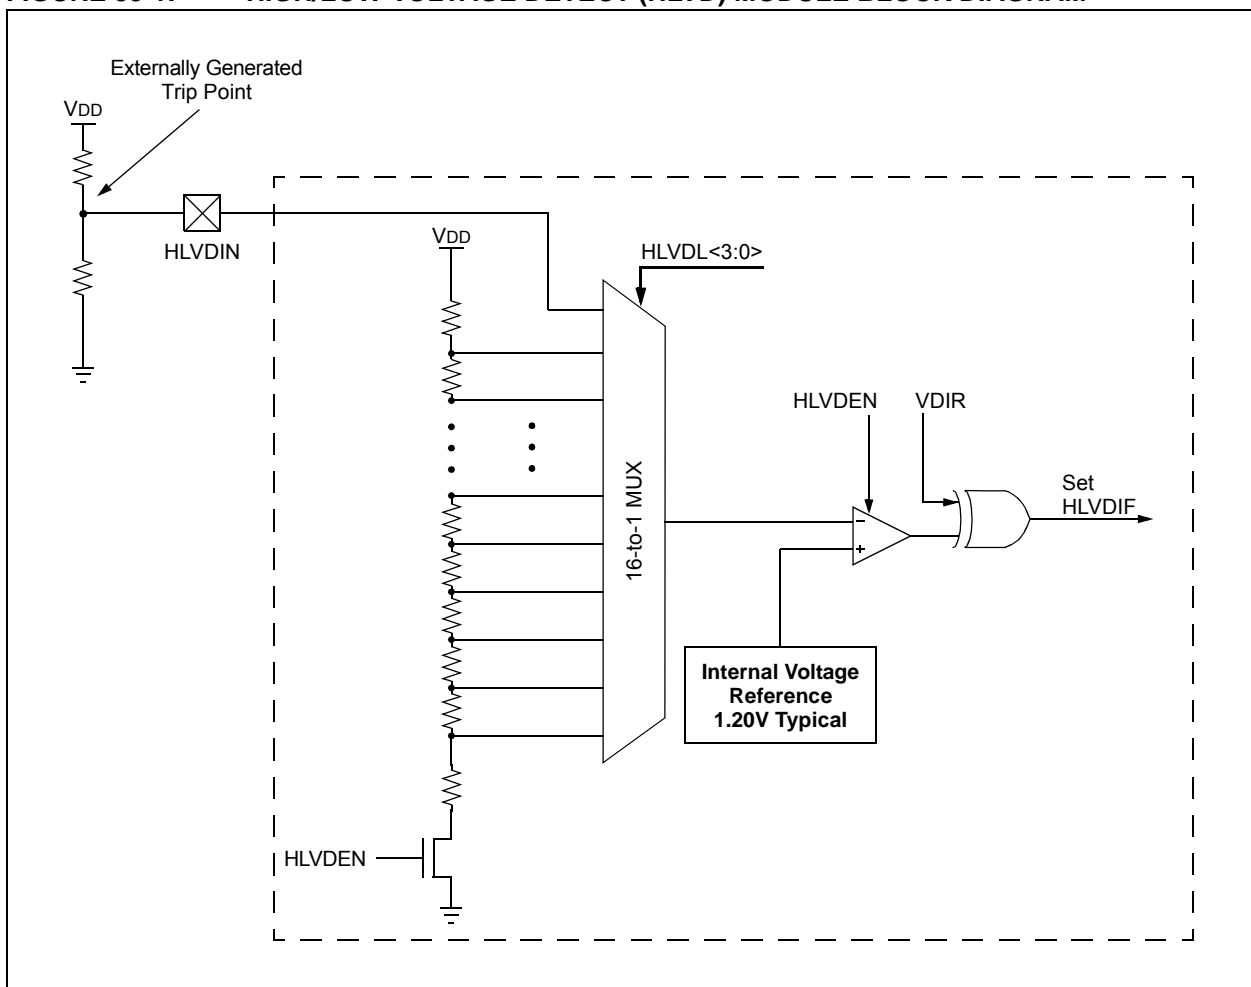 Externally Generated
Trip Point
VDD
HLVDIN
VDD
HLVDL<3:0>
16-to-1 MUX
HLVDEN
VDIR
Set
HLVDIF
-
+
Internal Voltage
Reference
1.20V Typical
HLVDEN